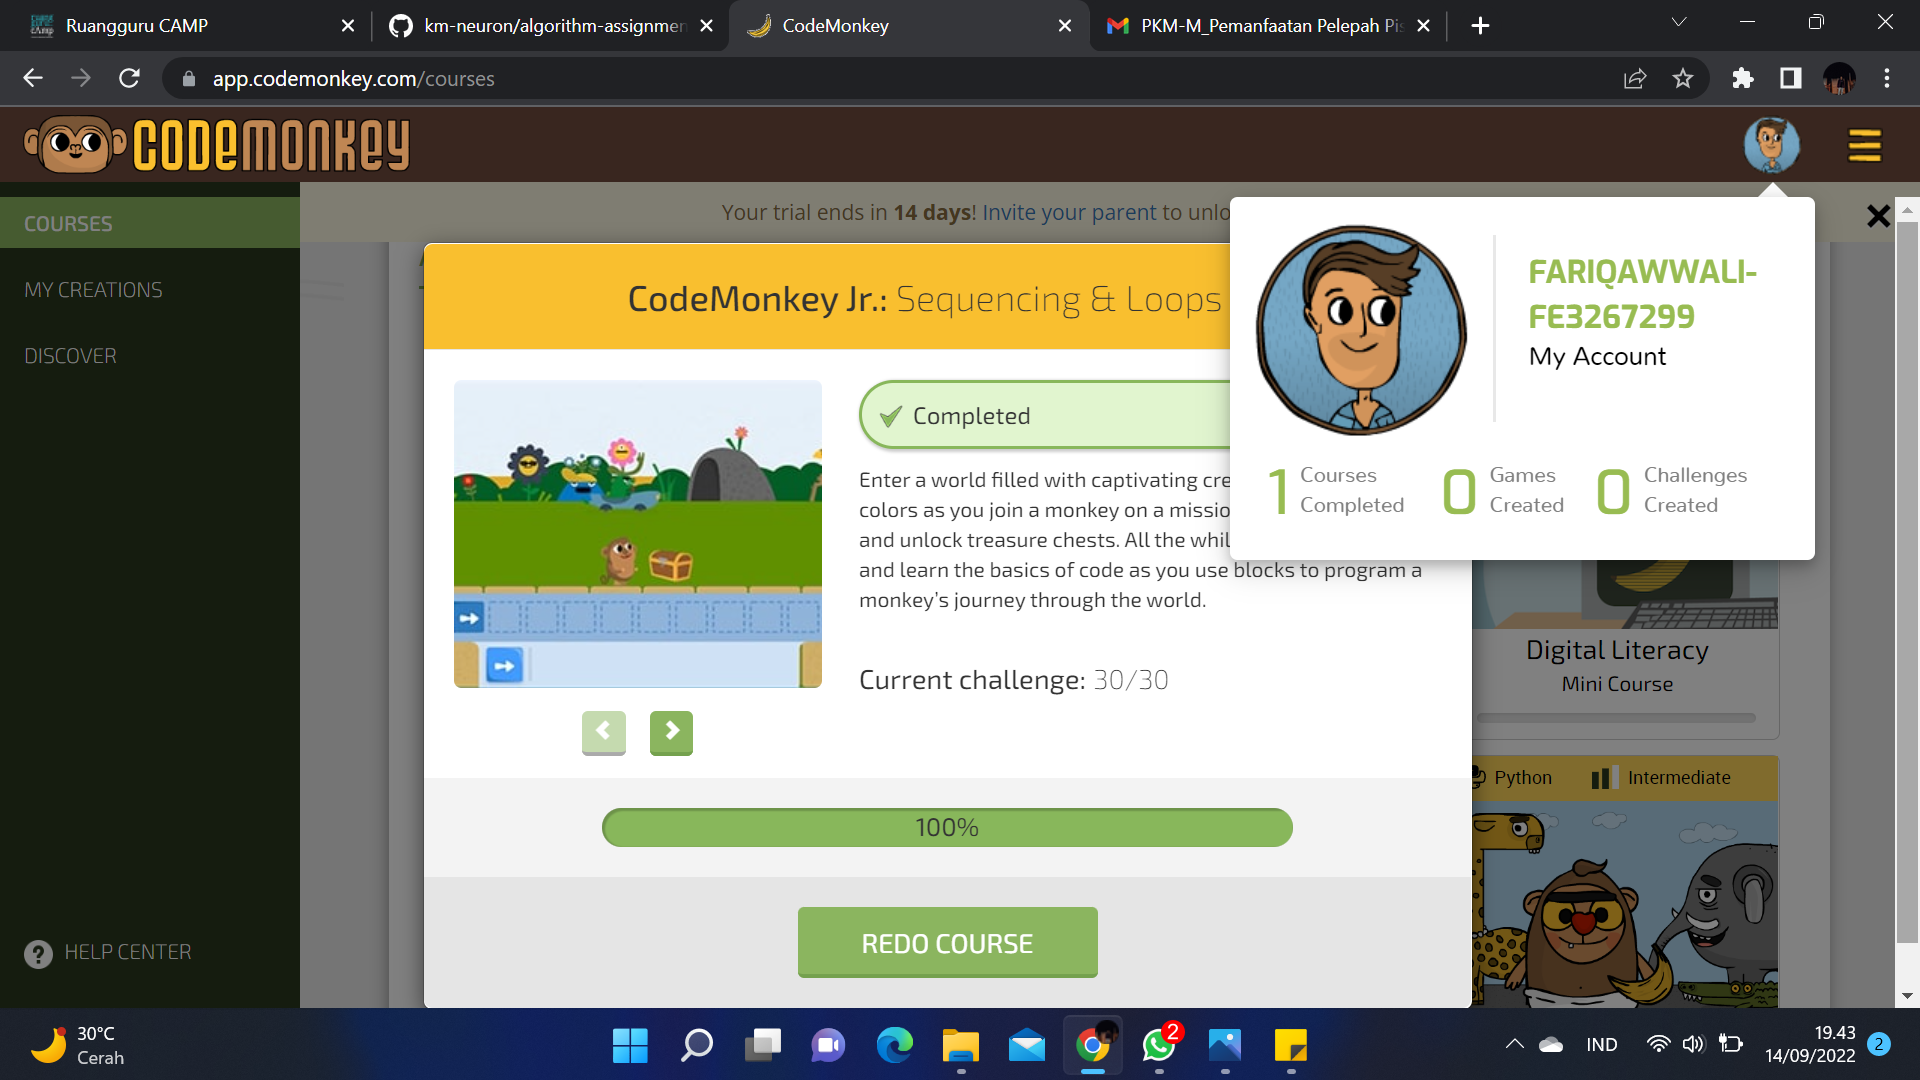 Ruangguru CAMP
km-neuron/algorithm-assignmen
CodeMonkey
PKM-M_Pemanfaatan Pelepah Pis
app.codemonkey.com/courses
CODEMONKEY
COURSES
MY CREATIONS
DISCOVER
HELP CENTER
Your trial ends in 14 days! Invite your parent to unlo
CodeMonkey Jr.: Sequencing & Loops
Completed
Enter a world filled with captivating cre
colors as you join a monkey on a missio
and unlock treasure chests. All the whil
and learn the basics of code as you use blocks to program a
monkey's journey through the world.
Current challenge: 30/30
100%
REDO COURSE
FARIQAWWALI-
FE3267299
My Account
1 Courses Completed
0 Games Created
0 Challenges Created
Digital Literacy
Mini Course
Python
Intermediate
30°C
Cerah
2
IND
19.43
14/09/2022
2